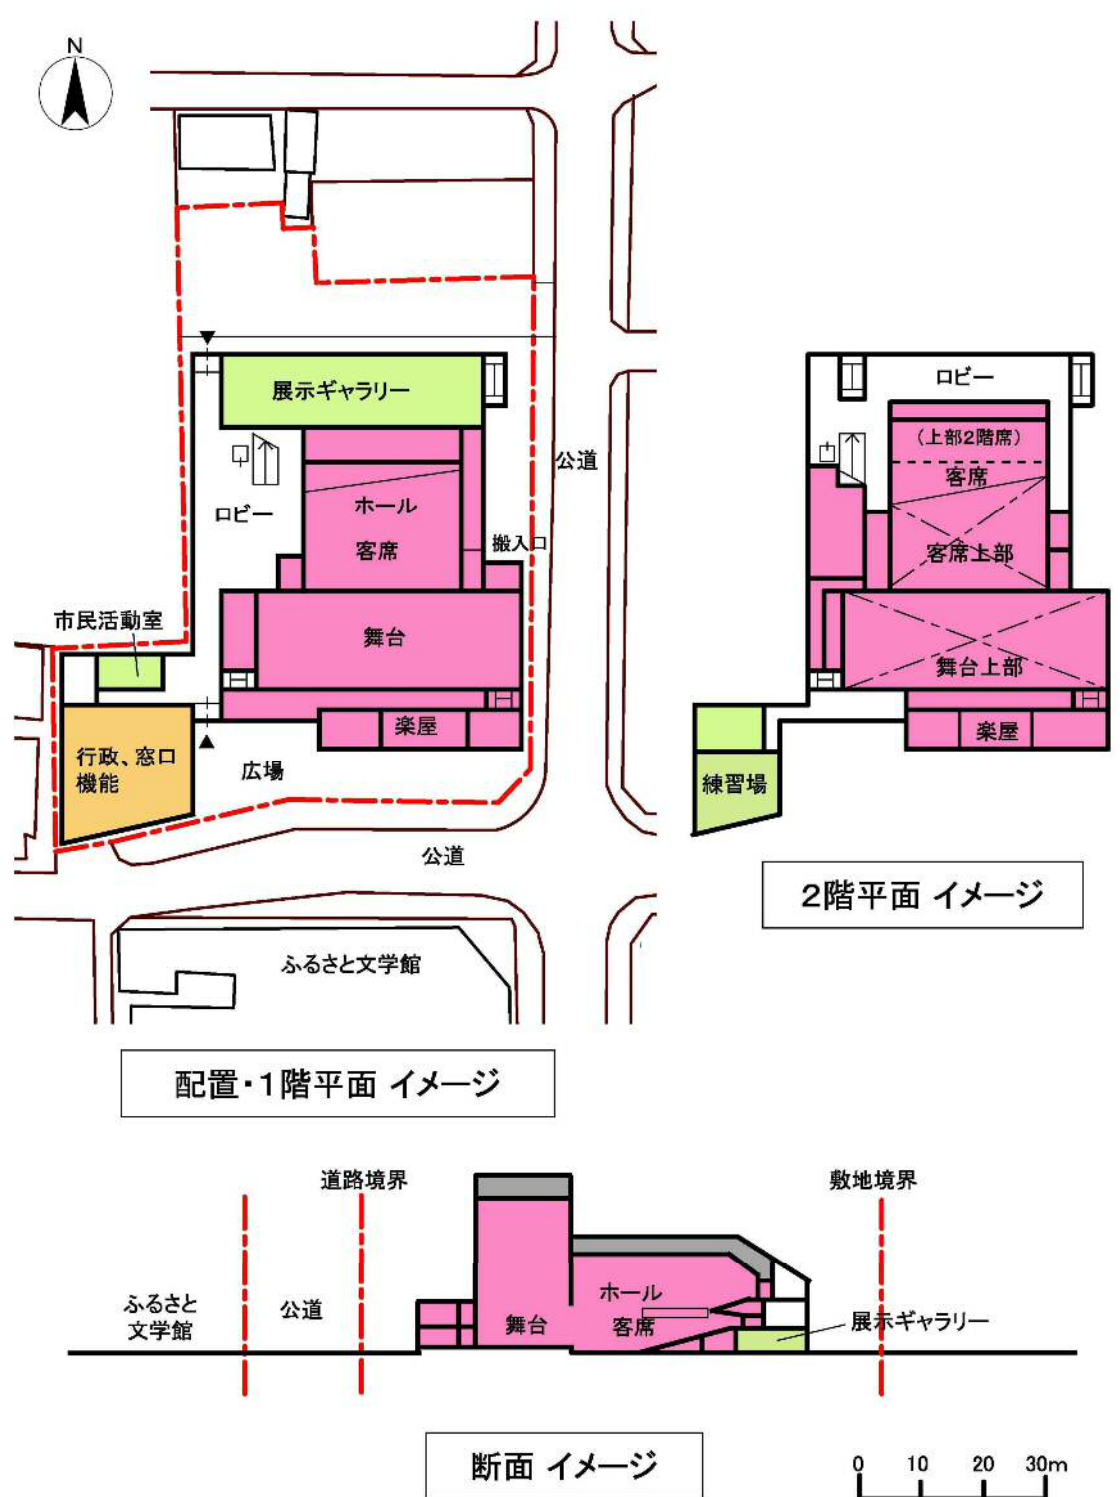 N
展示ギャラリー
公道
ロビー
ホール
客席
搬入口
市民活動室
舞台
行政、窓口
機能
楽屋
広場
公道
ふるさと文学館
配置・1階平面 イメージ
ロビー
（上部2階席）
客席
客席上部
舞台上部
楽屋
練習場
2階平面 イメージ
道路境界
敷地境界
ふるさと
文学館
公道
舞台
ホール
客席
展示ギャラリー
断面 イメージ
0 10 20 30m